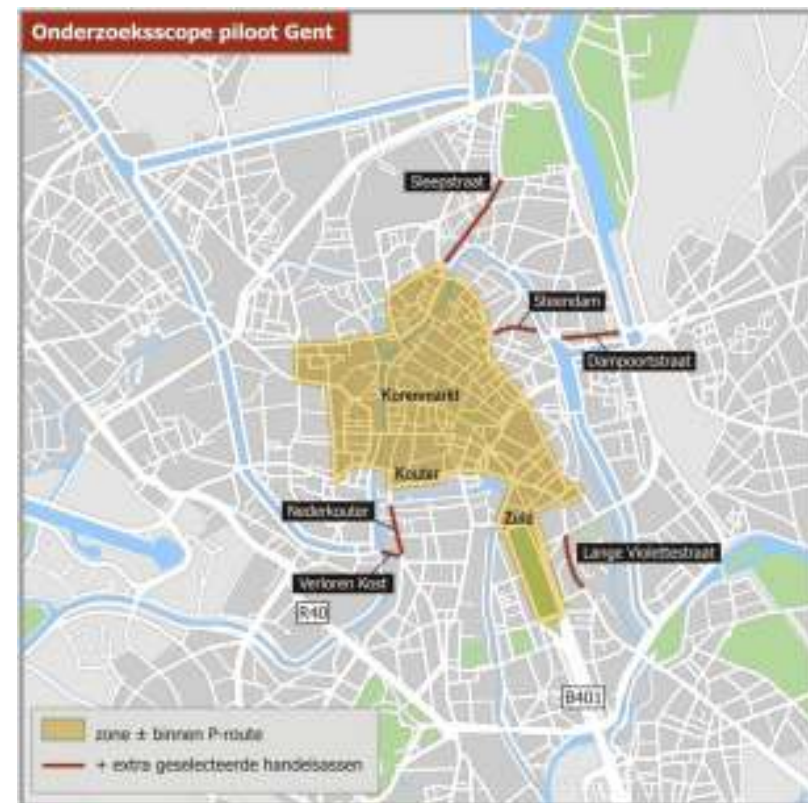 Onderzoeksscope piloot Gent
Sleepstraat
Steendam
Dampoortstraat
Korenmarkt
Kouter
Nederkouter
Zuid
Lange Violettestraat
Verloren Kost
R40
B401
zone ± binnen P-route
+ extra geselecteerde handelsassen